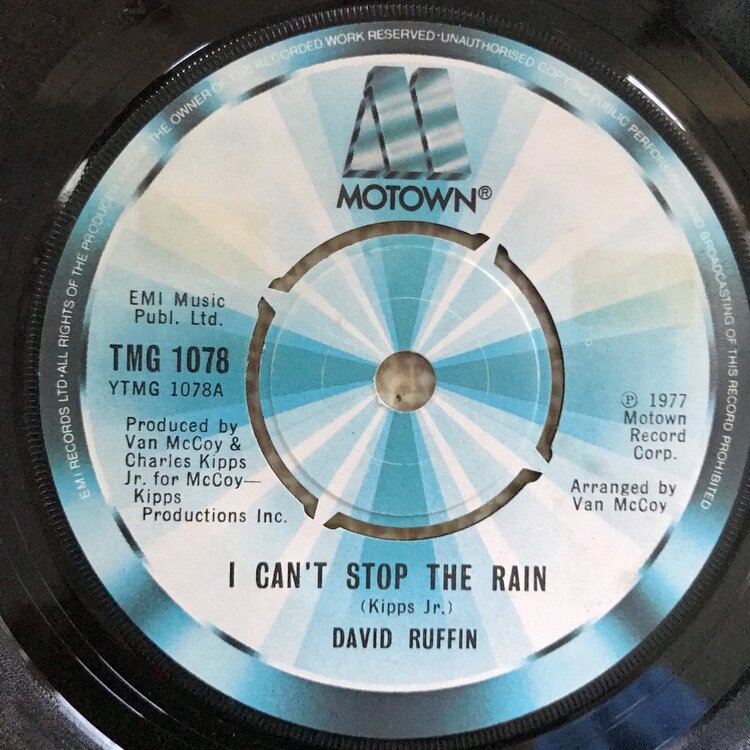 EMI RECORDS LTD·ALL RIGHTS OF THE PRODUCER THE OWNER OF THE RECORDED WORK RESERVED·UNAUTHORISED COPYING PUBLIC PERFORMANCE AND BROADCASTING OF THIS RECORD PROHIBITED
MOTOWN®
EMI Music
Publ. Ltd.
TMG 1078
YTMG 1078A
Produced by
Van McCoy &
Charles Kipps
Jr. for McCoy—
Kipps
Productions Inc.
℗ 1977
Motown
Record
Corp.
Arranged by
Van McCoy
I CAN'T STOP THE RAIN
(Kipps Jr.)
DAVID RUFFIN